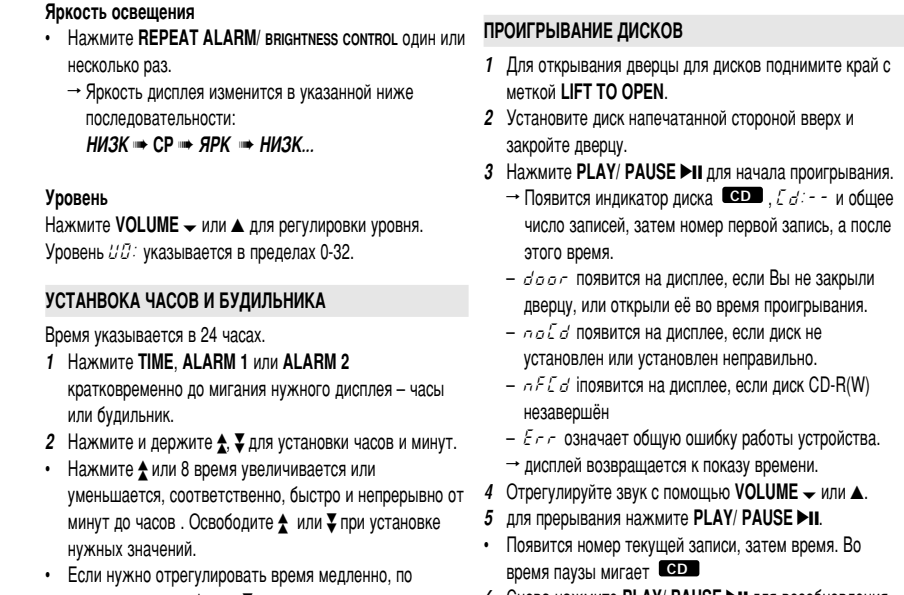 Яркость освещения
• Нажмите REPEAT ALARM/ BRIGHTNESS CONTROL один или
несколько раз.
→ Яркость дисплея изменится в указанной ниже
последовательности:
НИЗК ➠ СР ➠ ЯРК ➠ НИЗК...
Уровень
Нажмите VOLUME ▼ или ▲ для регулировки уровня.
Уровень U0: указывается в пределах 0-32.
УСТАНВОКА ЧАСОВ И БУДИЛЬНИКА
Время указывается в 24 часах.
1 Нажмите TIME, ALARM 1 или ALARM 2
кратковременно до мигания нужного дисплея – часы
или будильник.
2 Нажмите и держите ⯭, ⯯ для установки часов и минут.
• Нажмите ⯭ или 8 время увеличивается или
уменьшается, соответственно, быстро и непрерывно от
минут до часов . Освободите ⯭ или ⯯ при установке
нужных значений.
• Если нужно отрегулировать время медленно, по
ПРОИГРЫВАНИЕ ДИСКОВ
1 Для открывания дверцы для дисков поднимите край с
меткой LIFT TO OPEN.
2 Установите диск напечатанной стороной вверх и
закройте дверцу.
3 Нажмите PLAY/ PAUSE ▶II для начала проигрывания.
→ Появится индикатор диска CD , Cd:-- и общее
число записей, затем номер первой запись, а после
этого время.
– door появится на дисплее, если Вы не закрыли
дверцу, или открыли её во время проигрывания.
– noCd появится на дисплее, если диск не
установлен или установлен неправильно.
– nFCd iпоявится на дисплее, если диск CD-R(W)
незавершён
– Err означает общую ошибку работы устройства.
→ дисплей возвращается к показу времени.
4 Отрегулируйте звук с помощью VOLUME ▼ или ▲.
5 для прерывания нажмите PLAY/ PAUSE ▶II.
• Появится номер текущей записи, затем время. Во
время паузы мигает CD
6 Снова нажмите PLAY/ PAUSE ▶II для возобновления